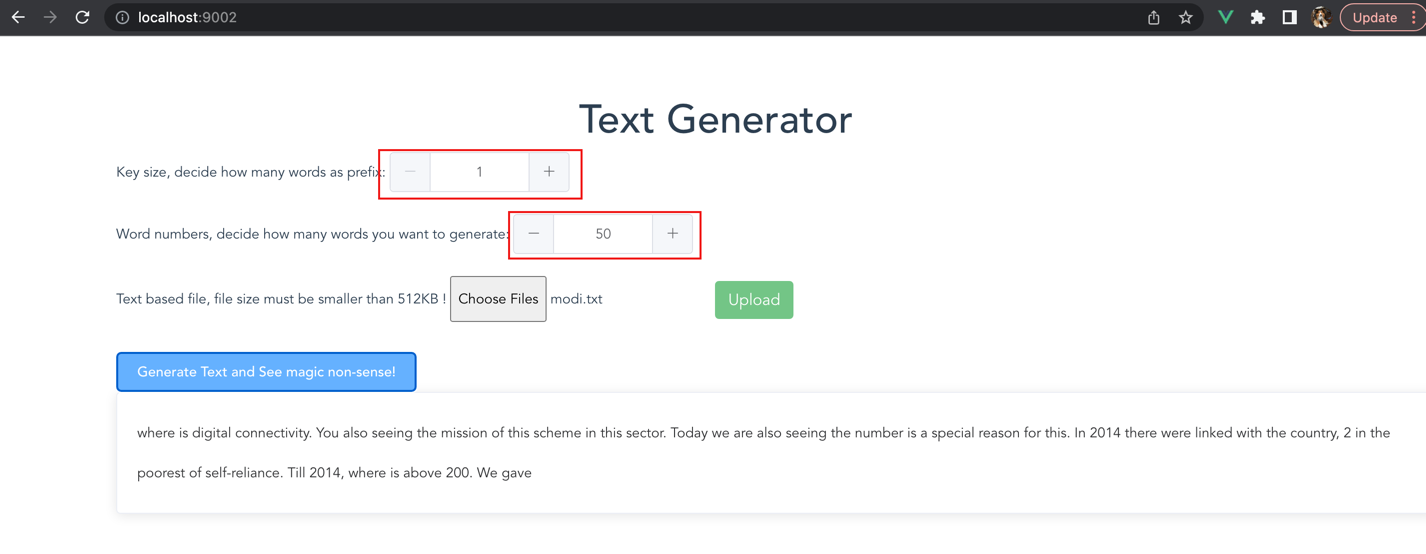 localhost:9002
Update
Text Generator
Key size, decide how many words as prefix: 1
Word numbers, decide how many words you want to generate: 50
Text based file, file size must be smaller than 512KB ! Choose Files modi.txt Upload
Generate Text and See magic non-sense!
where is digital connectivity. You also seeing the mission of this scheme in this sector. Today we are also seeing the number is a special reason for this. In 2014 there were linked with the country, 2 in the
poorest of self-reliance. Till 2014, where is above 200. We gave